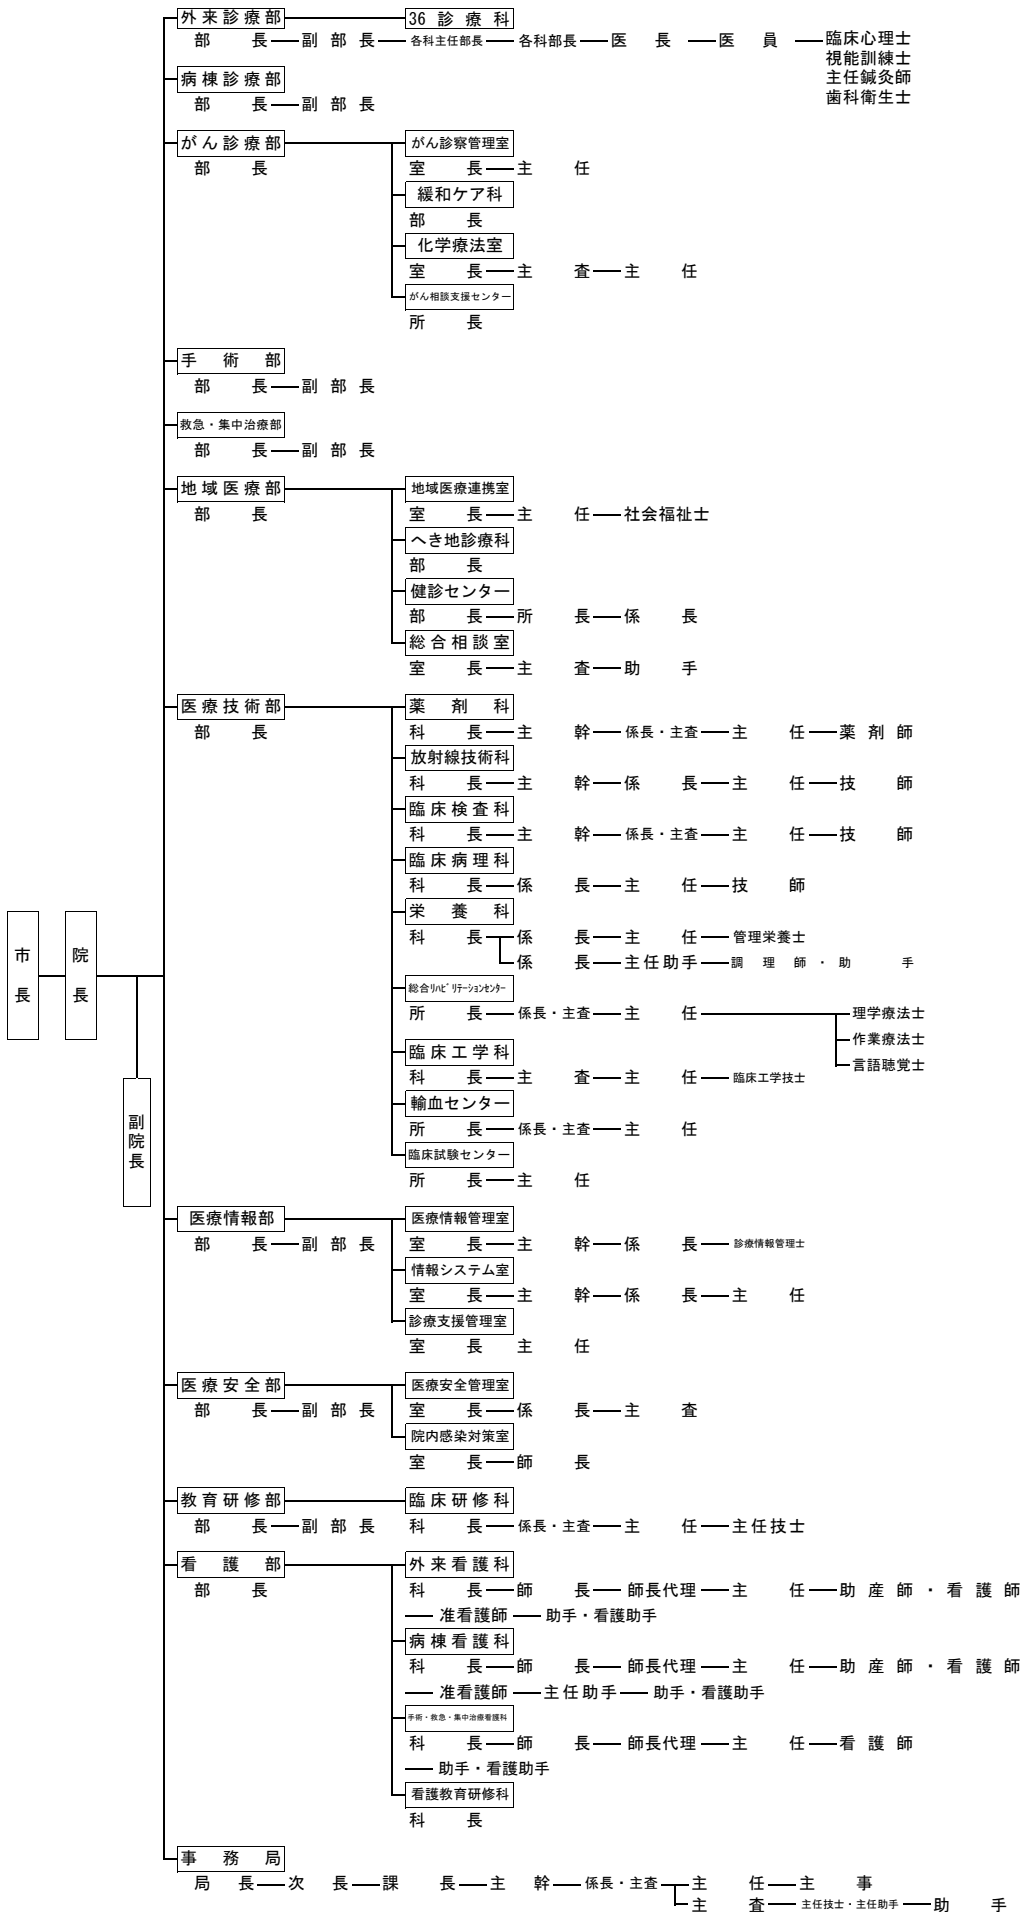 外来診療部 36診療科
部長 副部長 各科主任部長 各科部長 医長 医員 臨床心理士
視能訓練士
病棟診療部 主任鍼灸師
部長 副部長 歯科衛生士
がん診療部 がん診察管理室
部長 室長 主任
緩和ケア科
部長
化学療法室
室長 主査 主任
がん相談支援センター
所長
手術部
部長 副部長
救急・集中治療部
部長 副部長
地域医療部 地域医療連携室
部長 室長 主任 社会福祉士
へき地診療科
部長
健診センター
部長 所長 係長
総合相談室
室長 主査 助手
医療技術部 薬剤科
部長 科長 主幹 係長・主査 主任 薬剤師
放射線技術科
科長 主幹 係長 主任 技師
臨床検査科
科長 主幹 係長・主査 主任 技師
臨床病理科
科長 係長 主任 技師
栄養科
科長 係長 主任 管理栄養士
係長 主任助手 調理師・助手
市長 院長
総合ﾘﾊﾋﾞﾘﾃｰｼｮﾝｾﾝﾀｰ
所長 係長・主査 主任 理学療法士
作業療法士
言語聴覚士
臨床工学科
科長 主査 主任 臨床工学技士
副院長
輸血センター
所長 係長・主査 主任
臨床試験センター
所長 主任
医療情報部 医療情報管理室
部長 副部長 室長 主幹 係長 診療情報管理士
情報システム室
室長 主幹 係長 主任
診療支援管理室
室長 主任
医療安全部 医療安全管理室
部長 副部長 室長 係長 主査
院内感染対策室
室長 師長
教育研修部 臨床研修科
部長 副部長 科長 係長・主査 主任 主任技士
看護部 外来看護科
部長 科長 師長 師長代理 主任 助産師・看護師
准看護師 助手・看護助手
病棟看護科
科長 師長 師長代理 主任 助産師・看護師
准看護師 主任助手 助手・看護助手
手術・救急・集中治療看護科
科長 師長 師長代理 主任 看護師
助手・看護助手
看護教育研修科
科長
事務局
局長 次長 課長 主幹 係長・主査 主任 主事
主査 主任技士・主任助手 助手